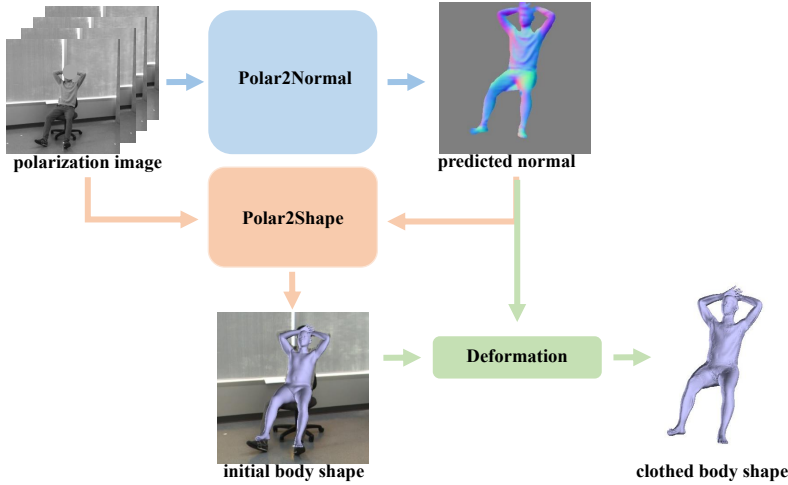 Polar2Normal
polarization image
predicted normal
Polar2Shape
Deformation
initial body shape
clothed body shape